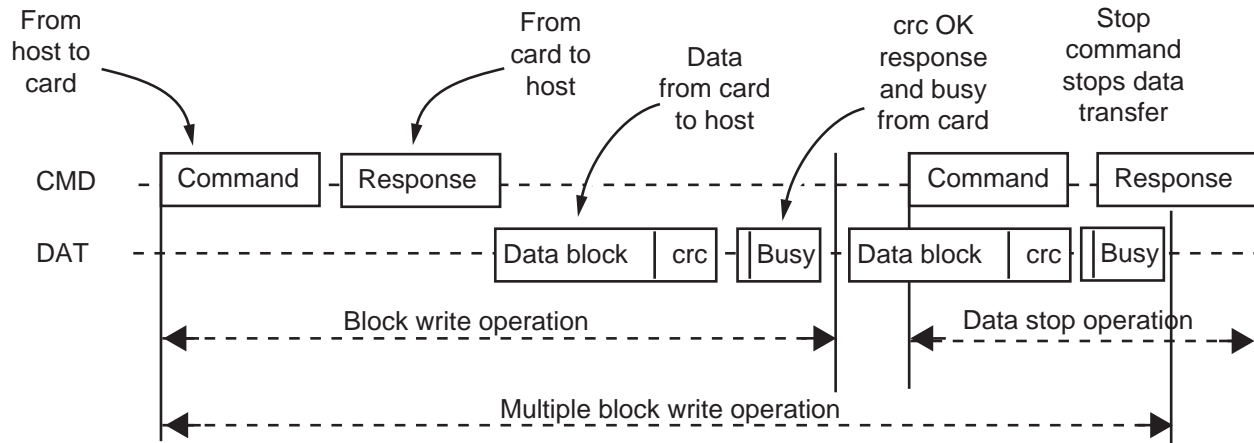 From
host to
card
From
card to
host
Data
from card
to host
crc OK
response
and busy
from card
Stop
command
stops data
transfer
CMD
Command
Response
Command
Response
DAT
Data block
crc
Busy
Data block
crc
Busy
Block write operation
Data stop operation
Multiple block write operation